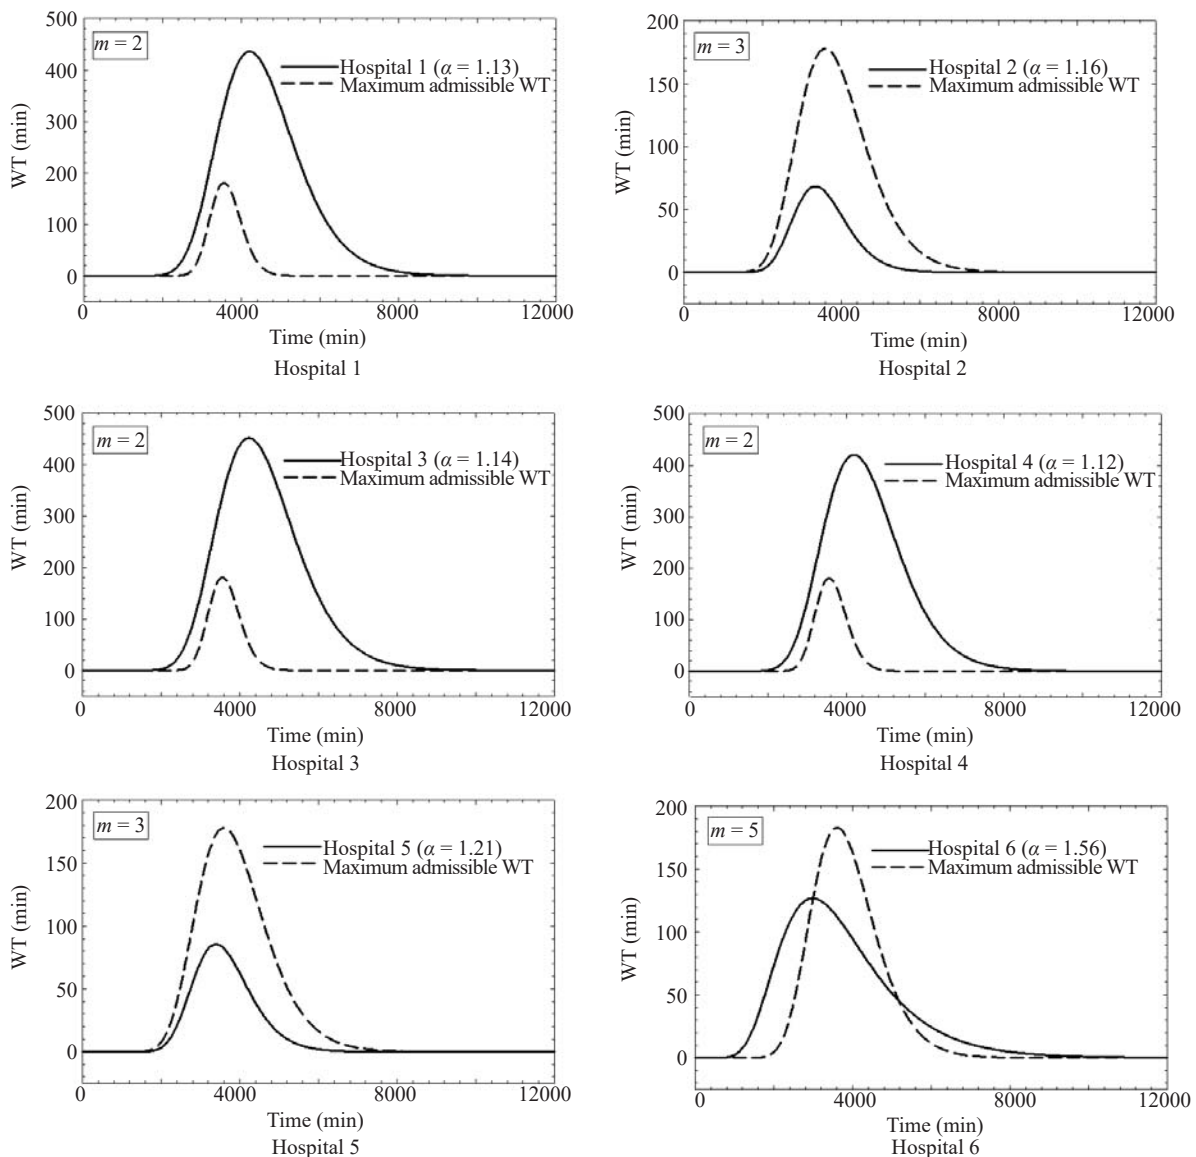 m = 2
Hospital 1 (α = 1.13)
Maximum admissible WT
WT (min)
500
400
300
200
100
0
0 4000 8000 12000
Time (min)
Hospital 1
m = 3
Hospital 2 (α = 1.16)
Maximum admissible WT
WT (min)
200
150
100
50
0
0 4000 8000 12000
Time (min)
Hospital 2
m = 2
Hospital 3 (α = 1.14)
Maximum admissible WT
WT (min)
500
400
300
200
100
0
0 4000 8000 12000
Time (min)
Hospital 3
m = 2
Hospital 4 (α = 1.12)
Maximum admissible WT
WT (min)
500
400
300
200
100
0
0 4000 8000 12000
Time (min)
Hospital 4
m = 3
Hospital 5 (α = 1.21)
Maximum admissible WT
WT (min)
200
150
100
50
0
0 4000 8000 12000
Time (min)
Hospital 5
m = 5
Hospital 6 (α = 1.56)
Maximum admissible WT
WT (min)
200
150
100
50
0
0 4000 8000 12000
Time (min)
Hospital 6